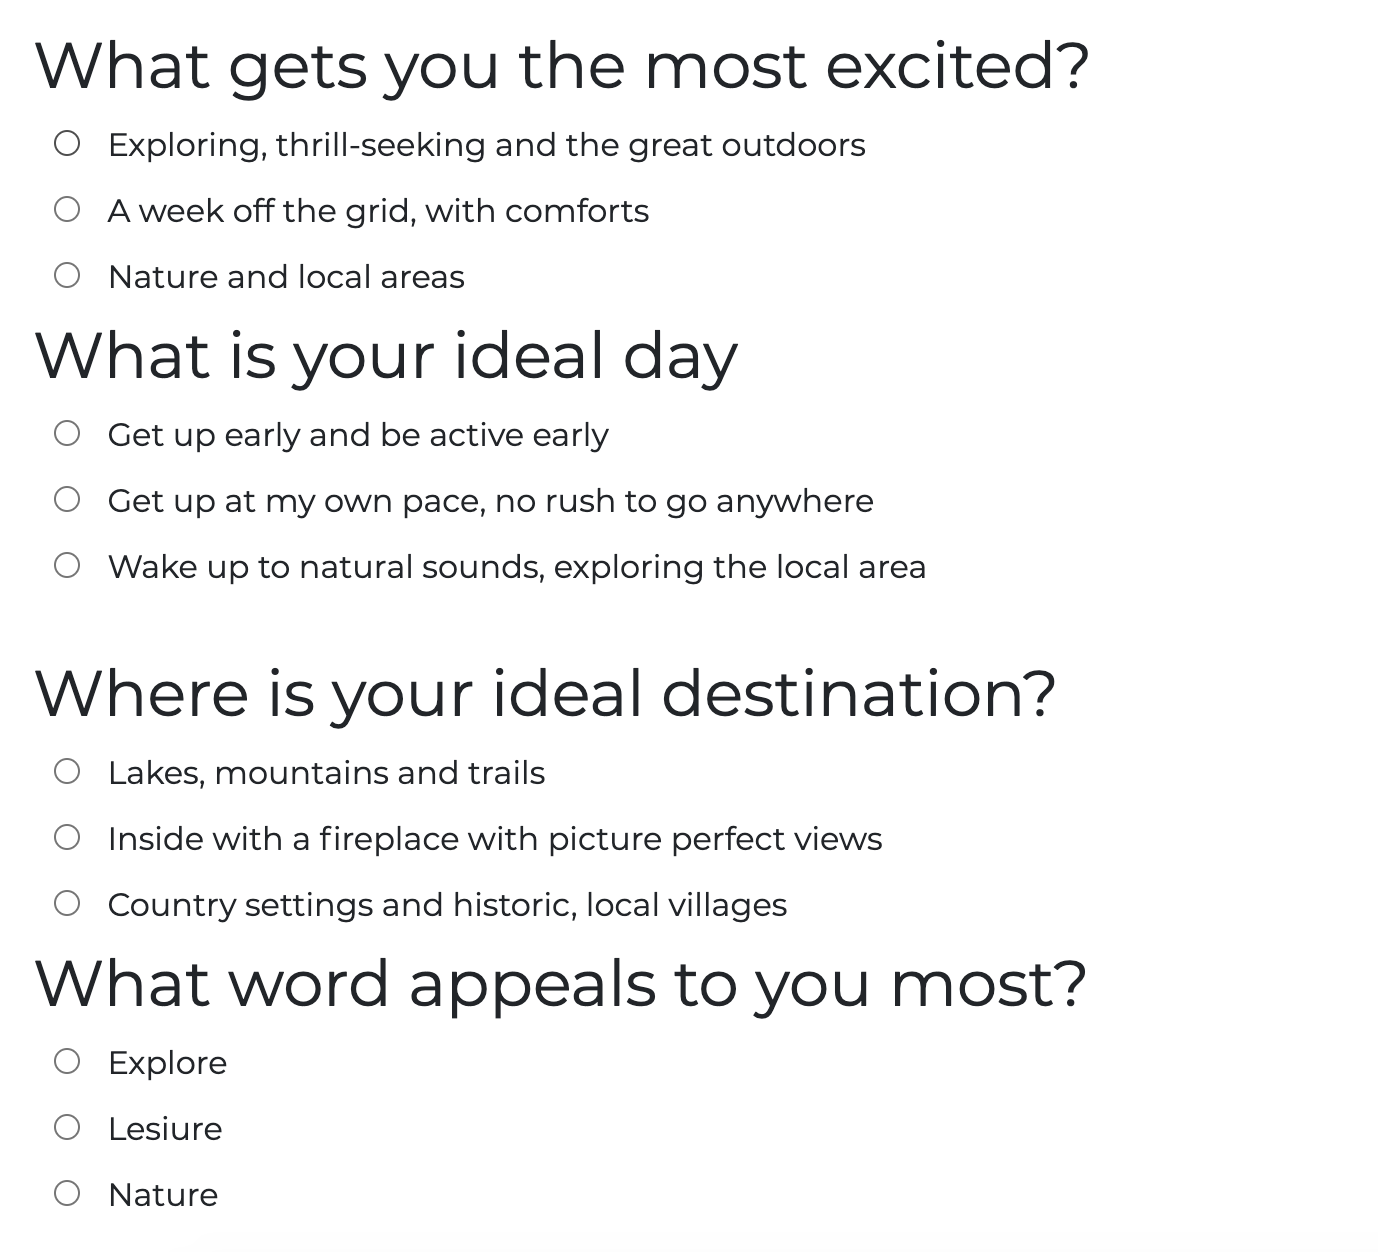 What gets you the most excited?
Exploring, thrill-seeking and the great outdoors
A week off the grid, with comforts
Nature and local areas
What is your ideal day
Get up early and be active early
Get up at my own pace, no rush to go anywhere
Wake up to natural sounds, exploring the local area
Where is your ideal destination?
Lakes, mountains and trails
Inside with a fireplace with picture perfect views
Country settings and historic, local villages
What word appeals to you most?
Explore
Lesiure
Nature